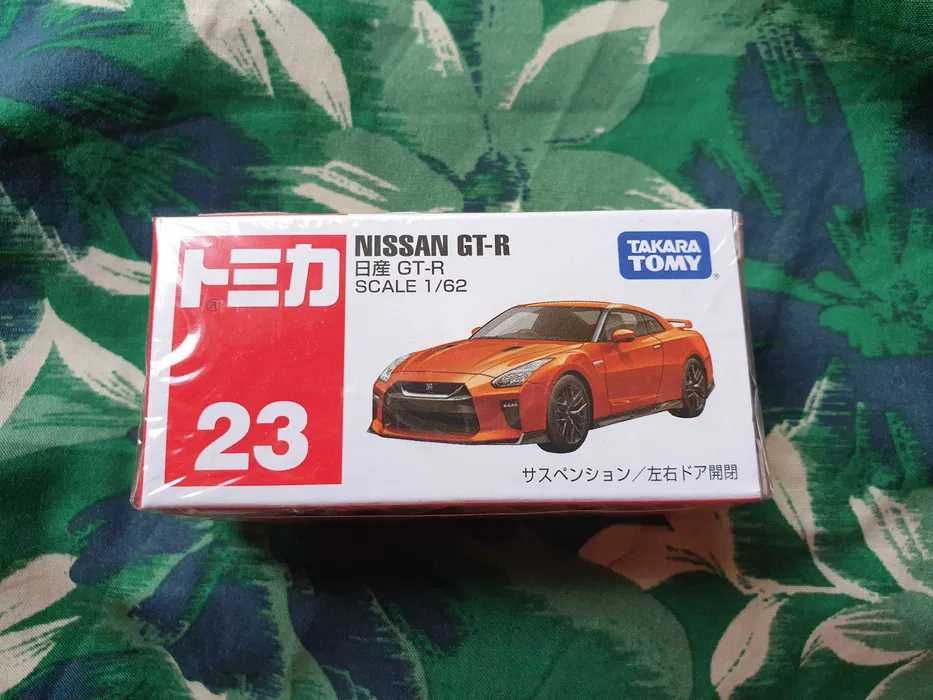 トミカ
23
NISSAN GT-R
日産 GT-R
SCALE 1/62
TAKARA
TOMY
サスペンション/左右ドア開閉